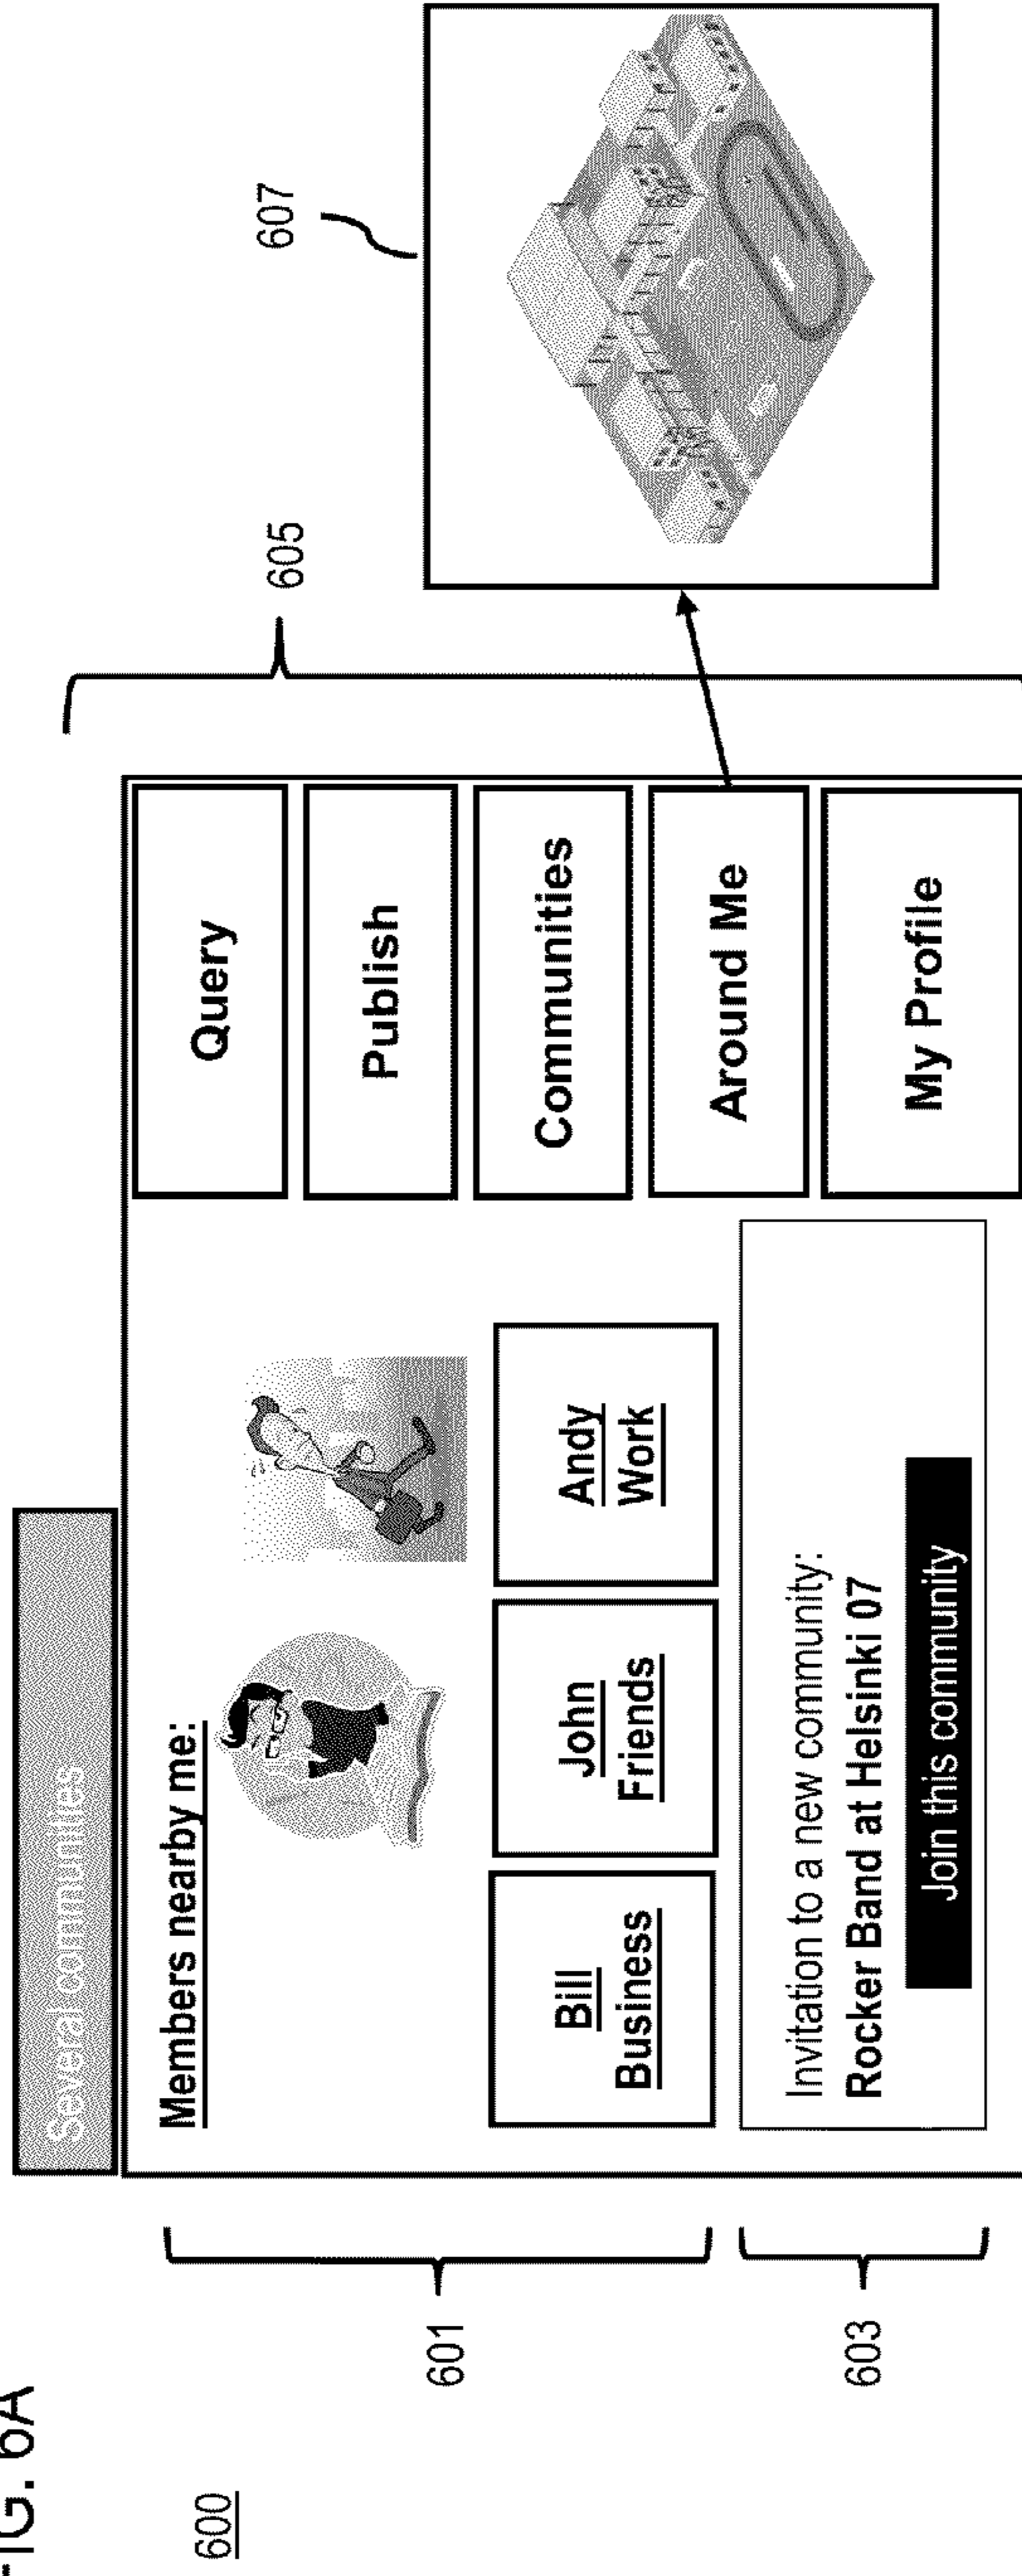 FIG. 6A
600
Several communities
Members nearby me:
Bill
Business
John
Friends
Andy
Work
Invitation to a new community:
Rocker Band at Helsinki 07
Join this community
Query
Publish
Communities
Around Me
My Profile
601
603
605
607